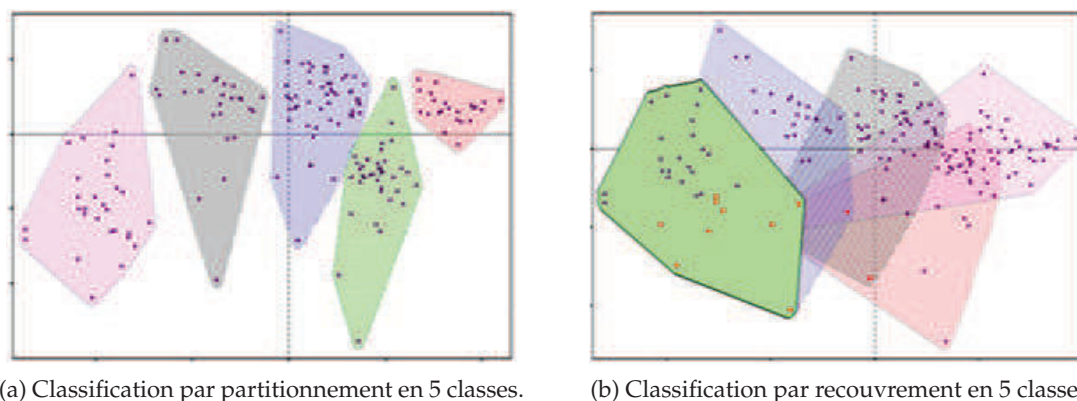 (a) Classification par partitionnement en 5 classes.
(b) Classification par recouvrement en 5 classe